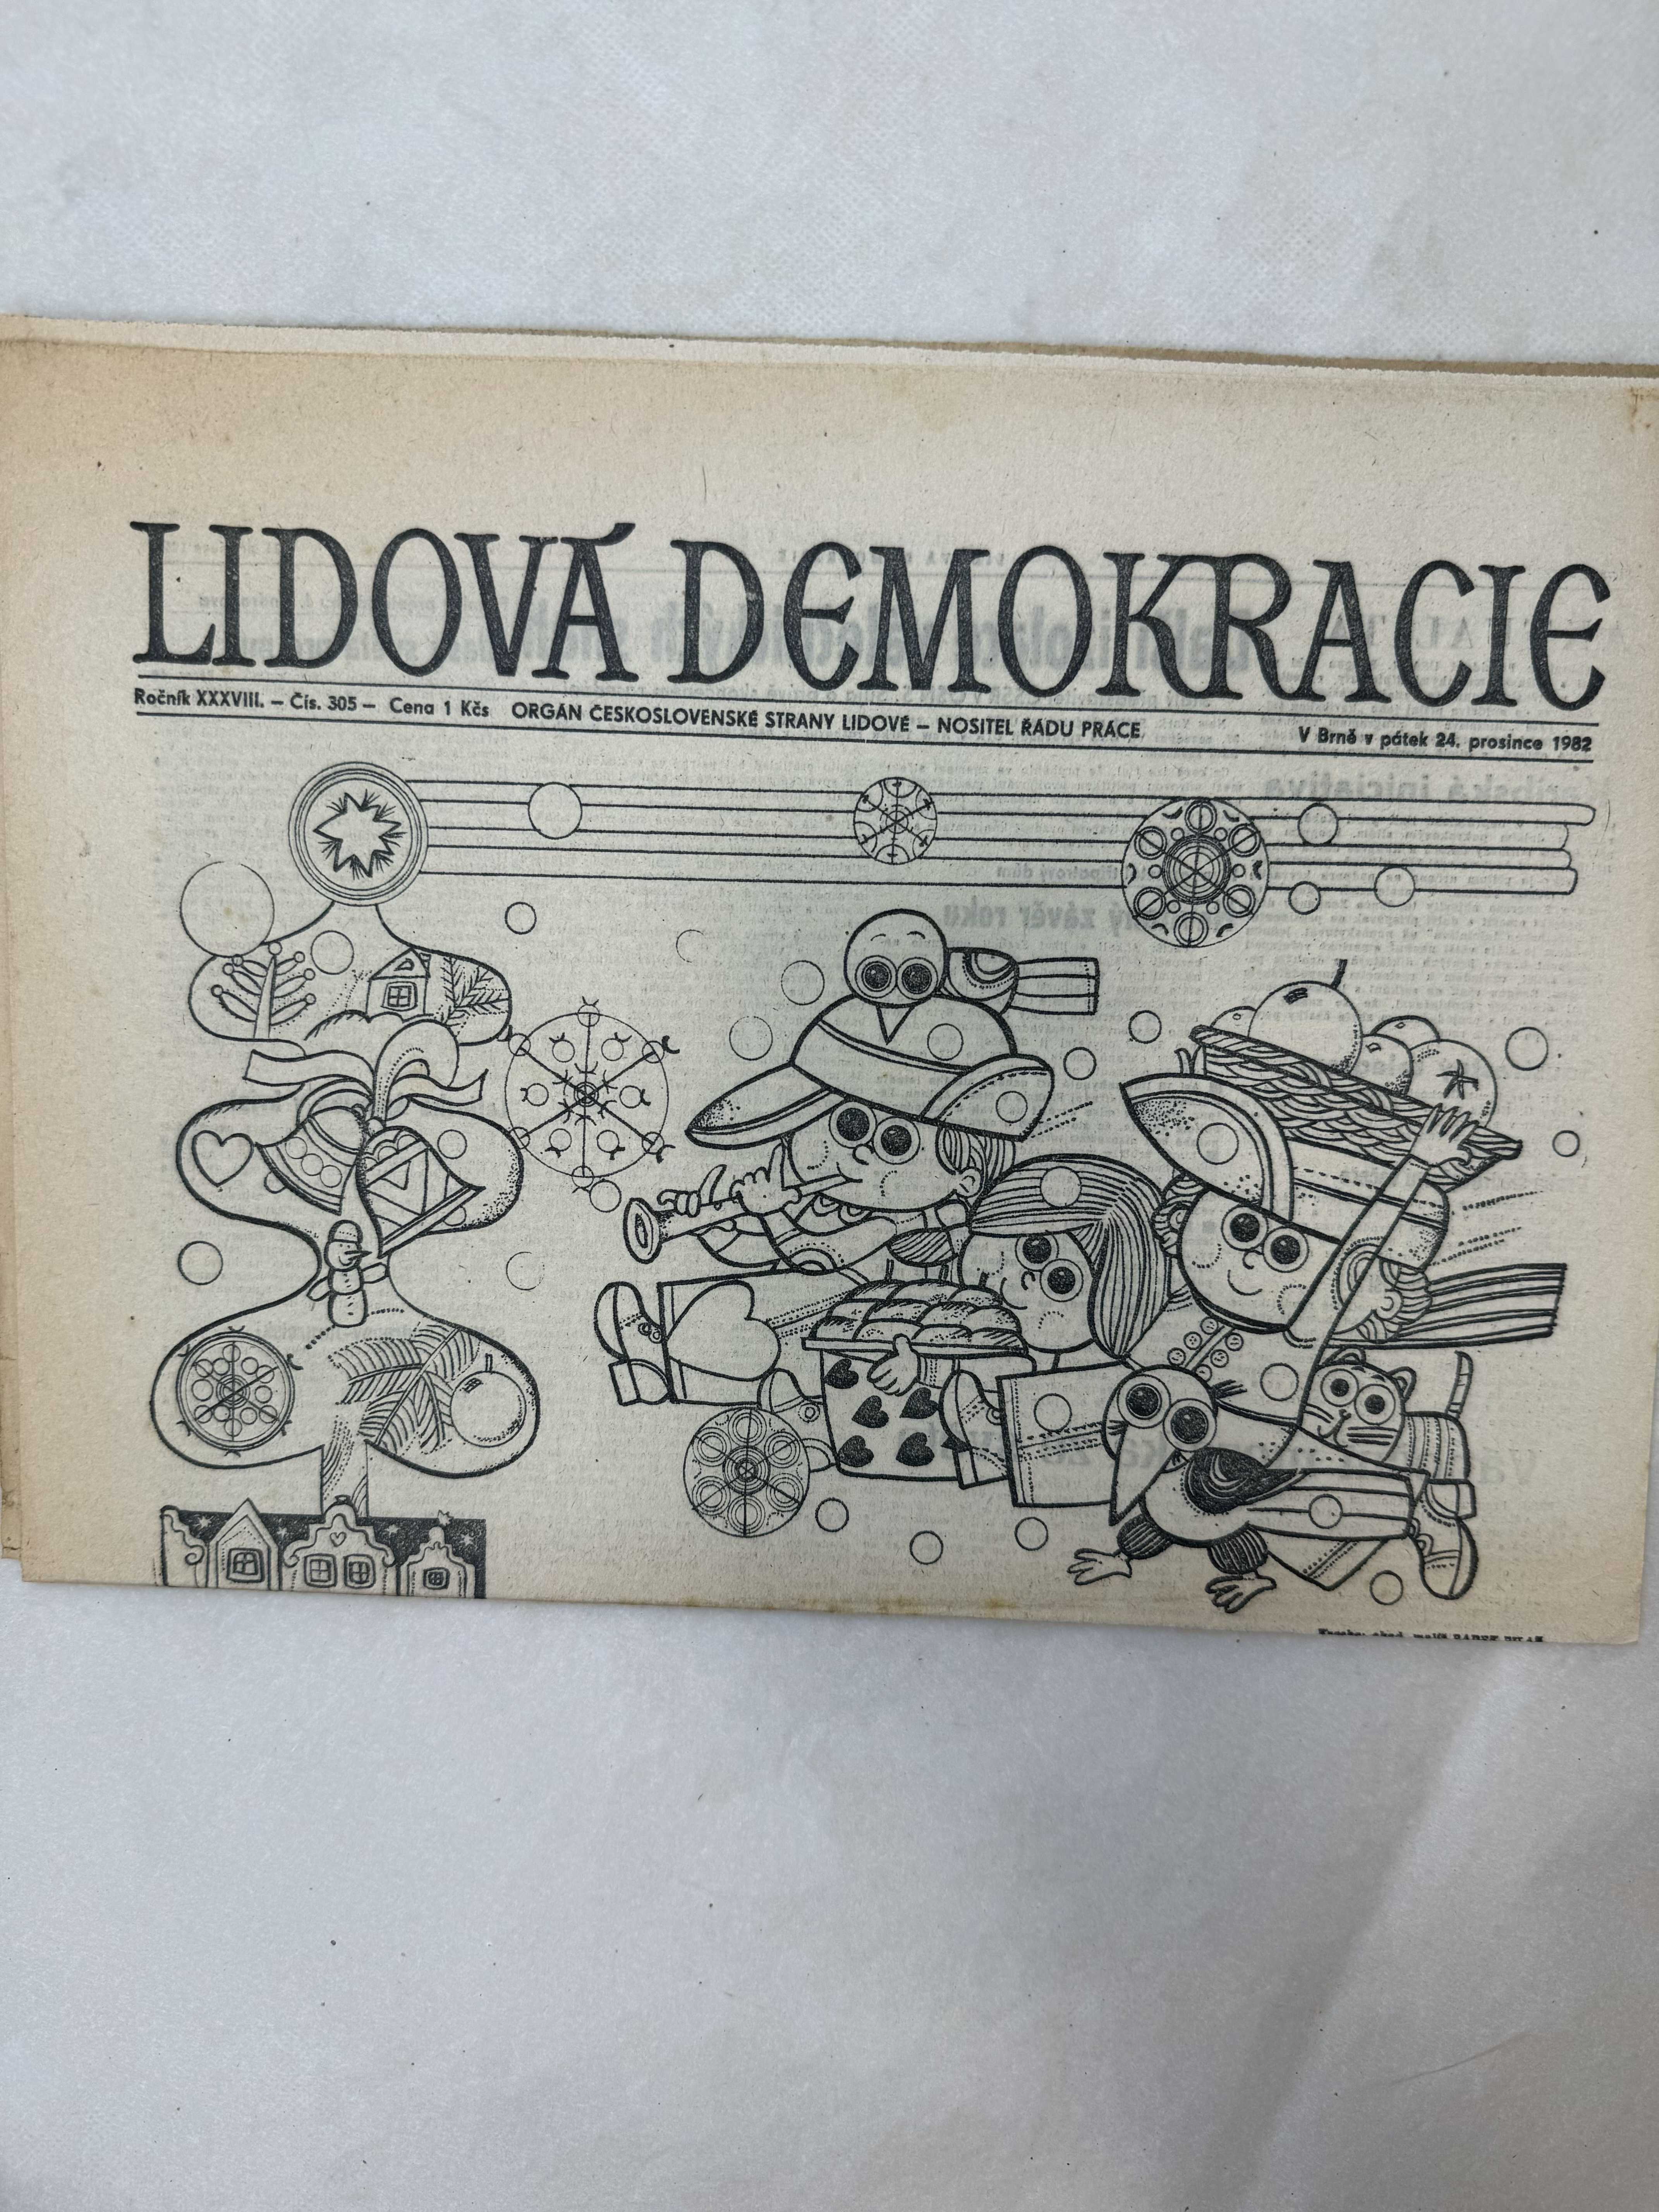 LIDOVÁ DEMOKRACIE
Ročník XXXVIII. — Čís. 305 — Cena 1 Kčs ORGÁN ČESKOSLOVENSKÉ STRANY LIDOVÉ — NOSITEL ŘÁDU PRÁCE V Brně v pátek 24. prosince 1982